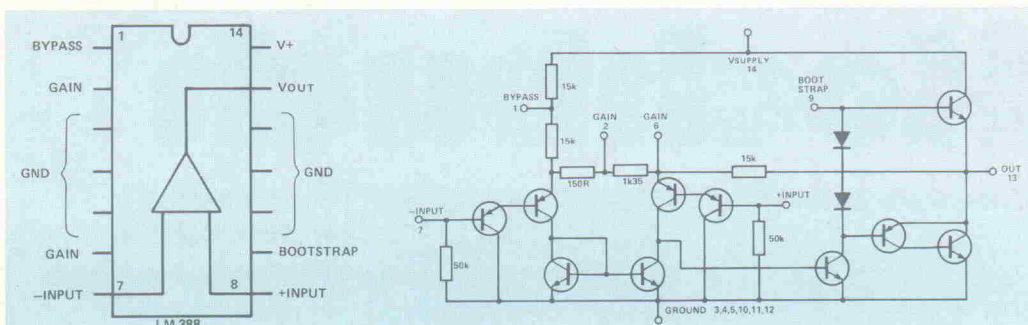 1 14
BYPASS V+
GAIN VOUT
GND GND
GAIN BOOTSTRAP
–INPUT 7 8 +INPUT
LM 388
VSUPPLY
14
15k
BOOT
STRAP
9
BYPASS
1
15k
GAIN
2
GAIN
6
15k
150R
1k35
OUT
13
–INPUT
7
+INPUT
50k
50k
GROUND 3,4,5,10,11,12